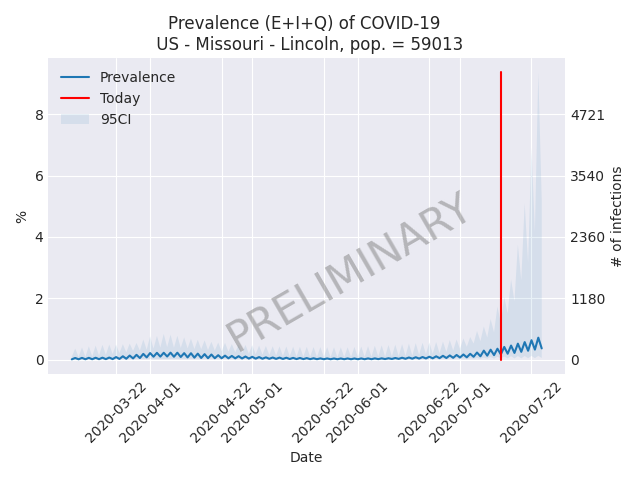 Prevalence (E+I+Q) of COVID-19
US - Missouri - Lincoln, pop. = 59013
Prevalence
Today
95CI
8
6
4
2
0
%
4721
3540
2360
1180
0
# of infections
PRELIMINARY
2020-03-22
2020-04-01
2020-04-22
2020-05-01
2020-05-22
2020-06-01
2020-06-22
2020-07-01
2020-07-22
Date